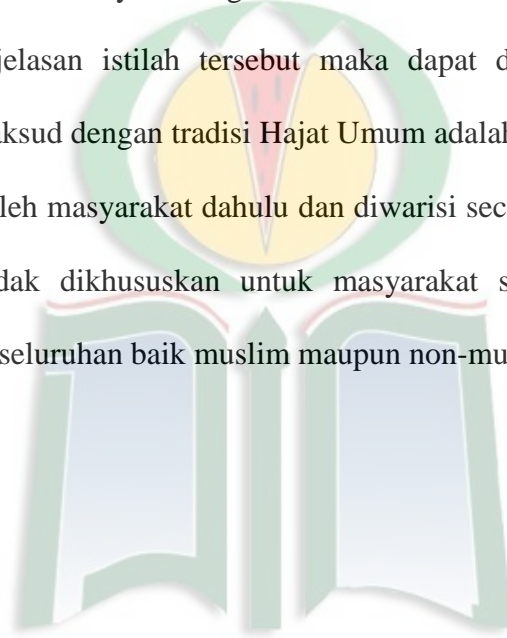 jelasan istilah tersebut maka dapat d
aksud dengan tradisi Hajat Umum adalah
leh masyarakat dahulu dan diwarisi sec
dak dikhususkan untuk masyarakat s
seluruhan baik muslim maupun non-mu